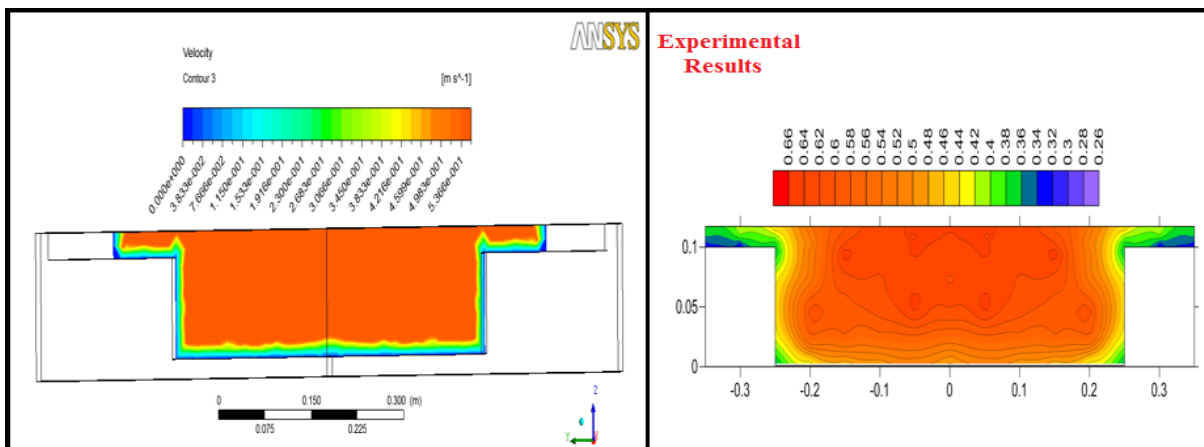 ANSYS
Velocity
Contour 3
[m s^-1]
0.000e+000
3.833e-002
7.666e-002
1.150e-001
1.533e-001
1.916e-001
2.300e-001
2.683e-001
3.066e-001
3.450e-001
3.833e-001
4.216e-001
4.599e-001
4.983e-001
5.366e-001
0 0.150 0.300 (m)
0.075 0.225
Z
Y
X
Experimental
Results
0.66 0.64 0.62 0.6 0.58 0.56 0.54 0.52 0.5 0.48 0.46 0.44 0.42 0.4 0.38 0.36 0.34 0.32 0.3 0.28 0.26
0.1
0.05
0
-0.3 -0.2 -0.1 0 0.1 0.2 0.3